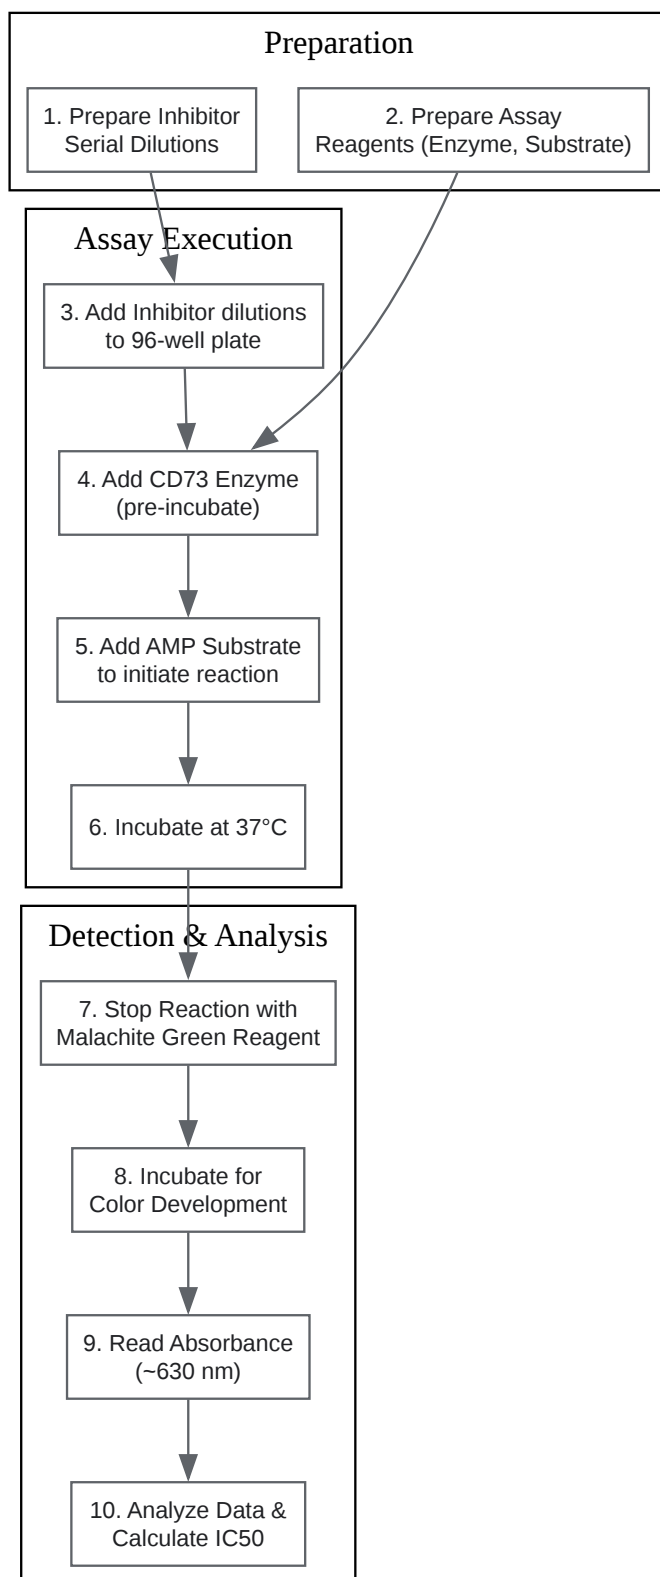 Preparation
1. Prepare Inhibitor
Serial Dilutions
2. Prepare Assay
Reagents (Enzyme, Substrate)
Assay Execution
3. Add Inhibitor dilutions
to 96-well plate
4. Add CD73 Enzyme
(pre-incubate)
5. Add AMP Substrate
to initiate reaction
6. Incubate at 37°C
Detection & Analysis
7. Stop Reaction with
Malachite Green Reagent
8. Incubate for
Color Development
9. Read Absorbance
(~630 nm)
10. Analyze Data &
Calculate IC50